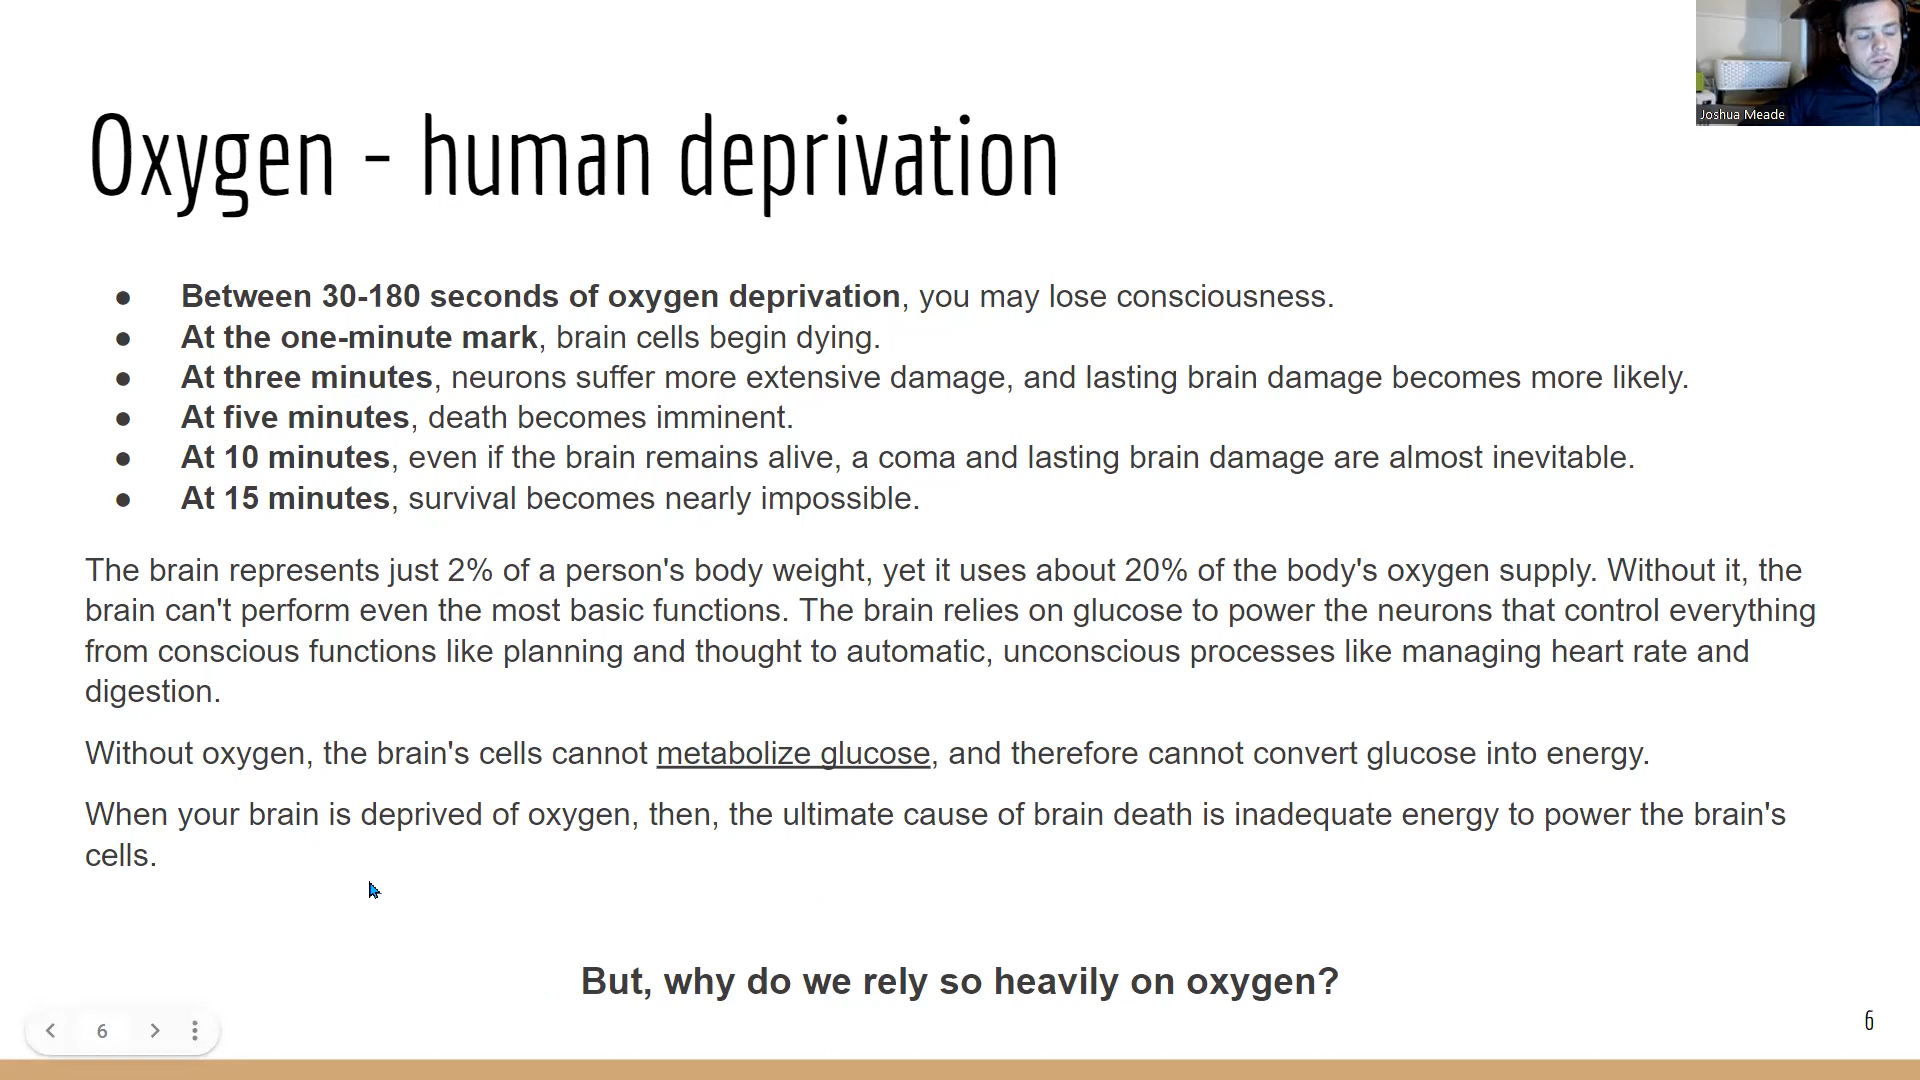 Joshua Meade
Oxygen - human deprivation
● Between 30-180 seconds of oxygen deprivation, you may lose consciousness.
● At the one-minute mark, brain cells begin dying.
● At three minutes, neurons suffer more extensive damage, and lasting brain damage becomes more likely.
● At five minutes, death becomes imminent.
● At 10 minutes, even if the brain remains alive, a coma and lasting brain damage are almost inevitable.
● At 15 minutes, survival becomes nearly impossible.
The brain represents just 2% of a person's body weight, yet it uses about 20% of the body's oxygen supply. Without it, the
brain can't perform even the most basic functions. The brain relies on glucose to power the neurons that control everything
from conscious functions like planning and thought to automatic, unconscious processes like managing heart rate and
digestion.
Without oxygen, the brain's cells cannot metabolize glucose, and therefore cannot convert glucose into energy.
When your brain is deprived of oxygen, then, the ultimate cause of brain death is inadequate energy to power the brain's
cells.
But, why do we rely so heavily on oxygen?
6
6